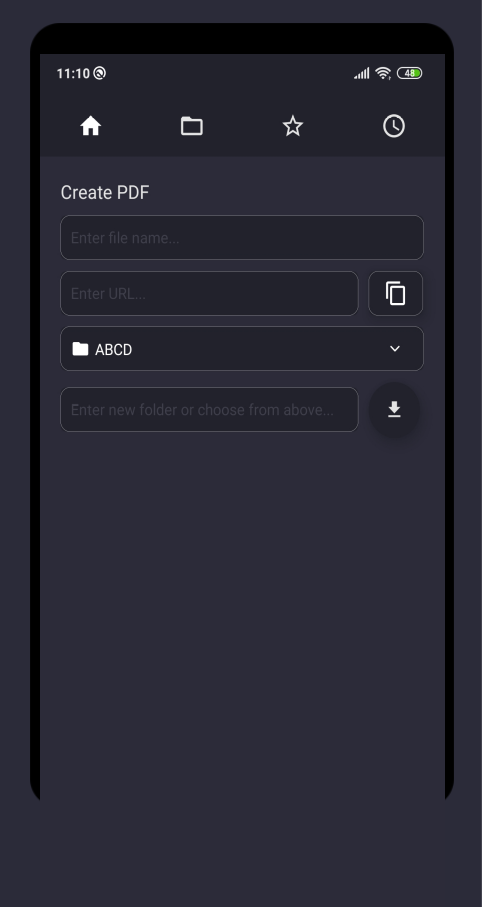 11:10
48
Create PDF
Enter file name...
Enter URL...
ABCD
Enter new folder or choose from above...